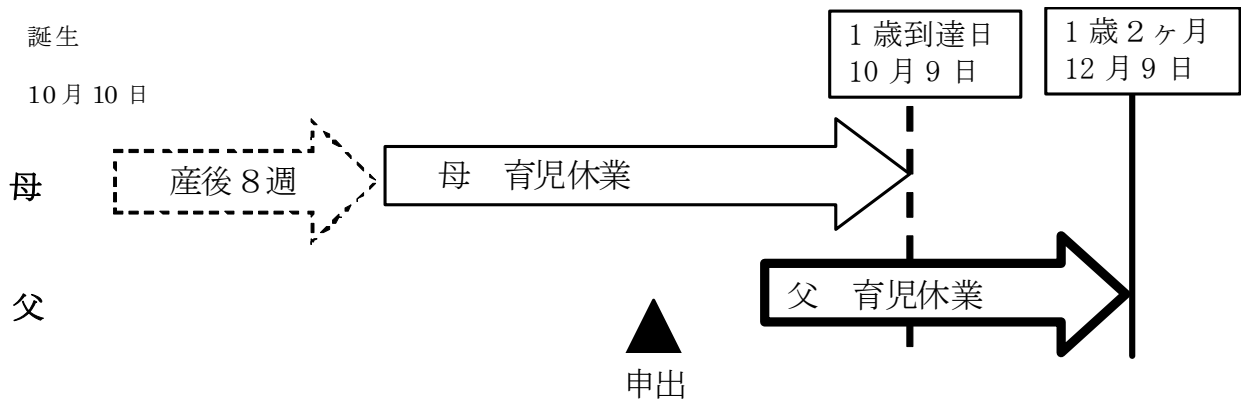 誕生
10月10日
1歳到達日
10月9日
1歳2ヶ月
12月9日
母
産後8週
母 育児休業
父
父 育児休業
申出